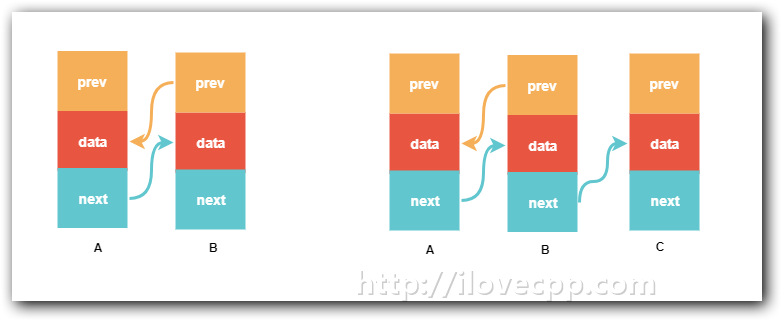 prev prev prev prev prev
data data data data data
next next next next next
A B A B C
http://ilovecpp.com